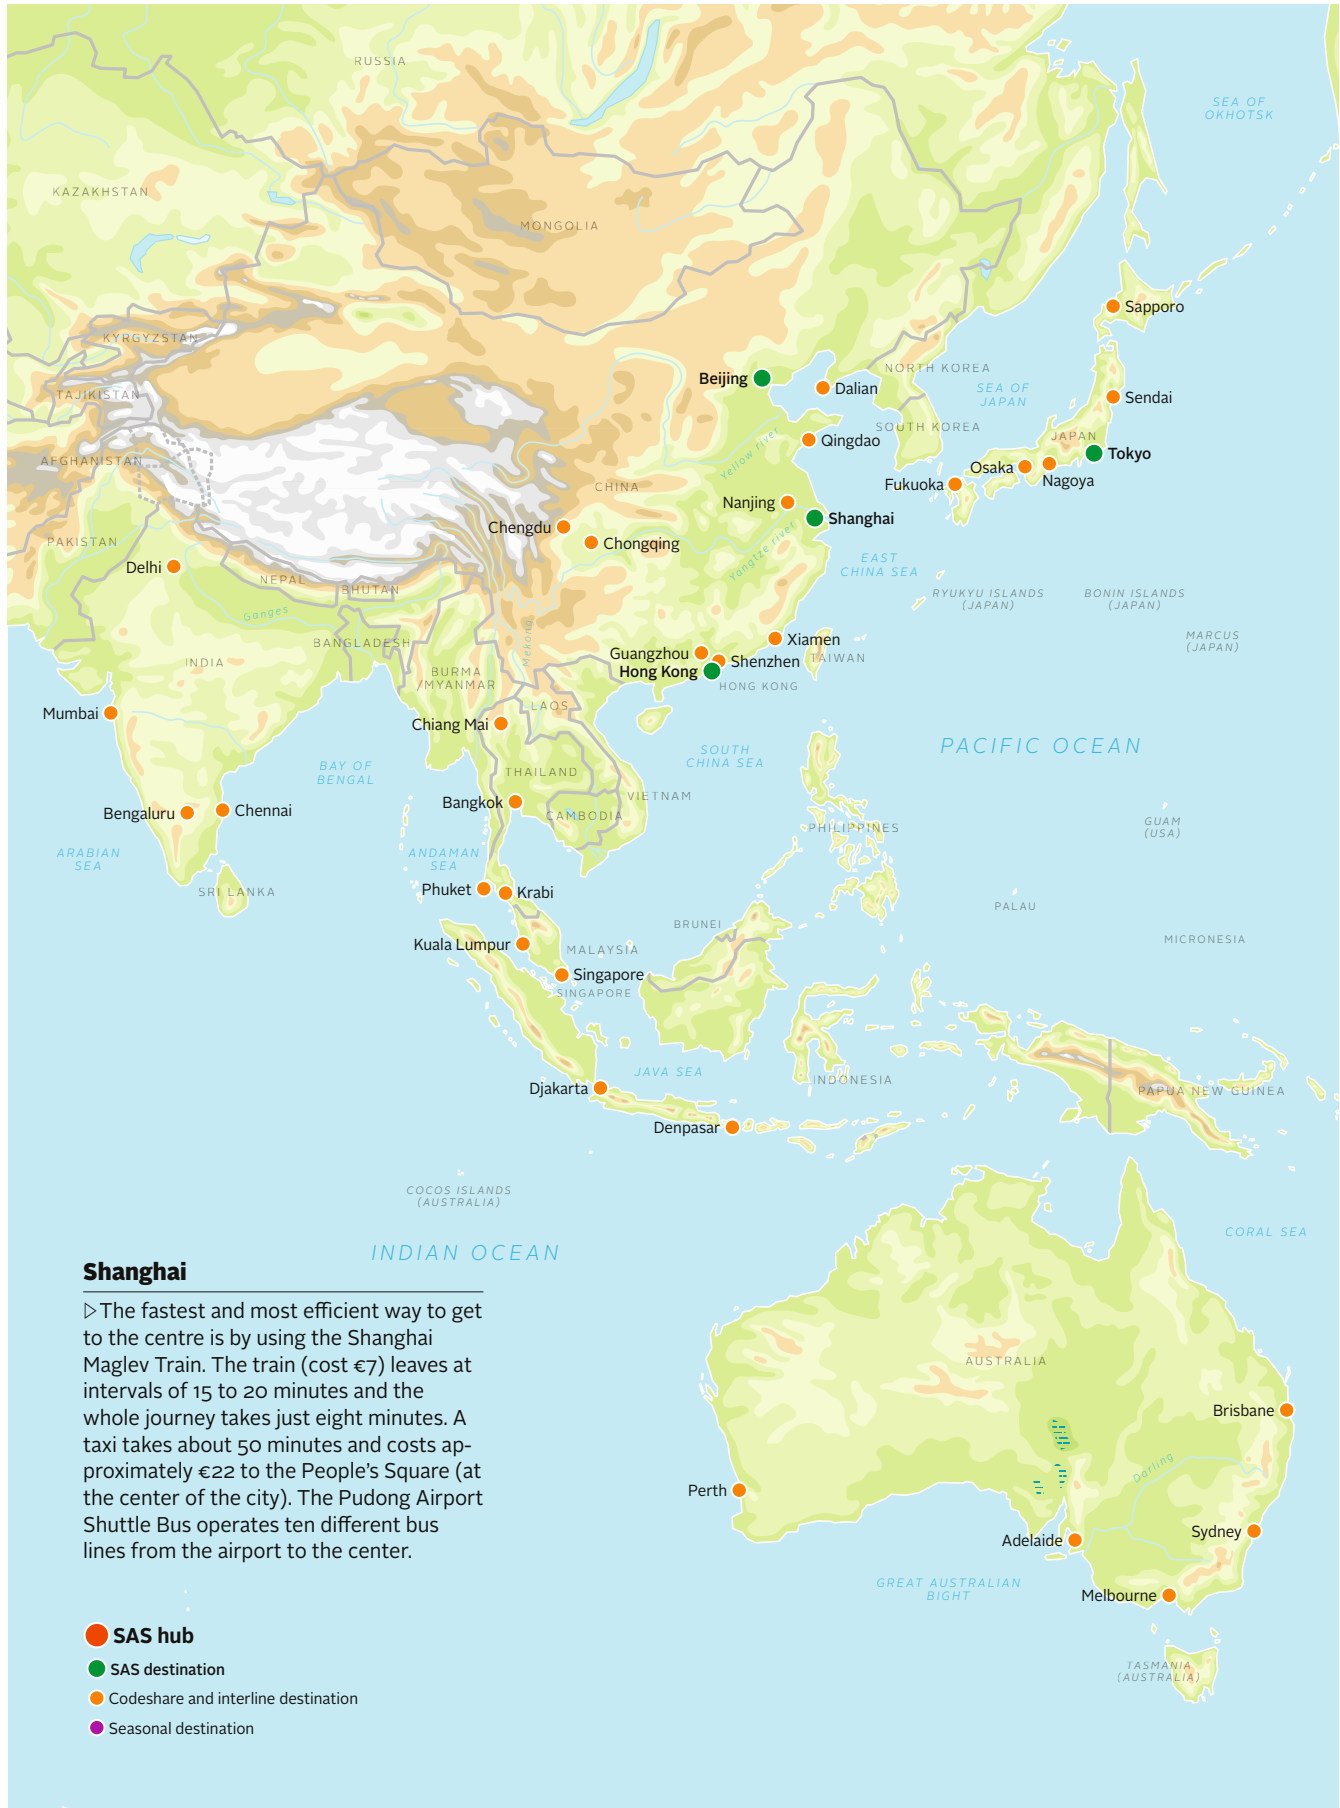 RUSSIA
SEA OF
OKHOTSK
KAZAKHSTAN
MONGOLIA
Sapporo
KYRGYZSTAN
NORTH KOREA
Beijing
Dalian
SEA OF
JAPAN
TAJIKISTAN
Sendai
Yellow river
Qingdao
SOUTH KOREA
JAPAN
Tokyo
AFGHANISTAN
Osaka
Nagoya
Fukuoka
CHINA
Nanjing
Shanghai
Chengdu
Chongqing
Yangtze river
PAKISTAN
EAST
CHINA SEA
Delhi
NEPAL
BHUTAN
RYUKYU ISLANDS
(JAPAN)
BONIN ISLANDS
(JAPAN)
Ganges
MARCUS
(JAPAN)
BANGLADESH
Mekong
Xiamen
Guangzhou
Shenzhen
TAIWAN
INDIA
BURMA
/MYANMAR
Hong Kong
HONG KONG
LAOS
Mumbai
Chiang Mai
PACIFIC OCEAN
SOUTH
CHINA SEA
BAY OF
BENGAL
THAILAND
VIETNAM
Bangkok
CAMBODIA
Bengaluru
Chennai
PHILIPPINES
GUAM
(USA)
ARABIAN
SEA
ANDAMAN
SEA
SRI LANKA
Phuket
Krabi
PALAU
BRUNEI
MICRONESIA
Kuala Lumpur
MALAYSIA
Singapore
SINGAPORE
JAVA SEA
INDONESIA
Djakarta
PAPUA NEW GUINEA
Denpasar
COCOS ISLANDS
(AUSTRALIA)
CORAL SEA
INDIAN OCEAN
Shanghai
▷The fastest and most efficient way to get
to the centre is by using the Shanghai
Maglev Train. The train (cost €7) leaves at
intervals of 15 to 20 minutes and the
whole journey takes just eight minutes. A
taxi takes about 50 minutes and costs ap-
proximately €22 to the People's Square (at
the center of the city). The Pudong Airport
Shuttle Bus operates ten different bus
lines from the airport to the center.
AUSTRALIA
Brisbane
Darling
Perth
Sydney
Adelaide
GREAT AUSTRALIAN
BIGHT
Melbourne
TASMANIA
(AUSTRALIA)
SAS hub
SAS destination
Codeshare and interline destination
Seasonal destination